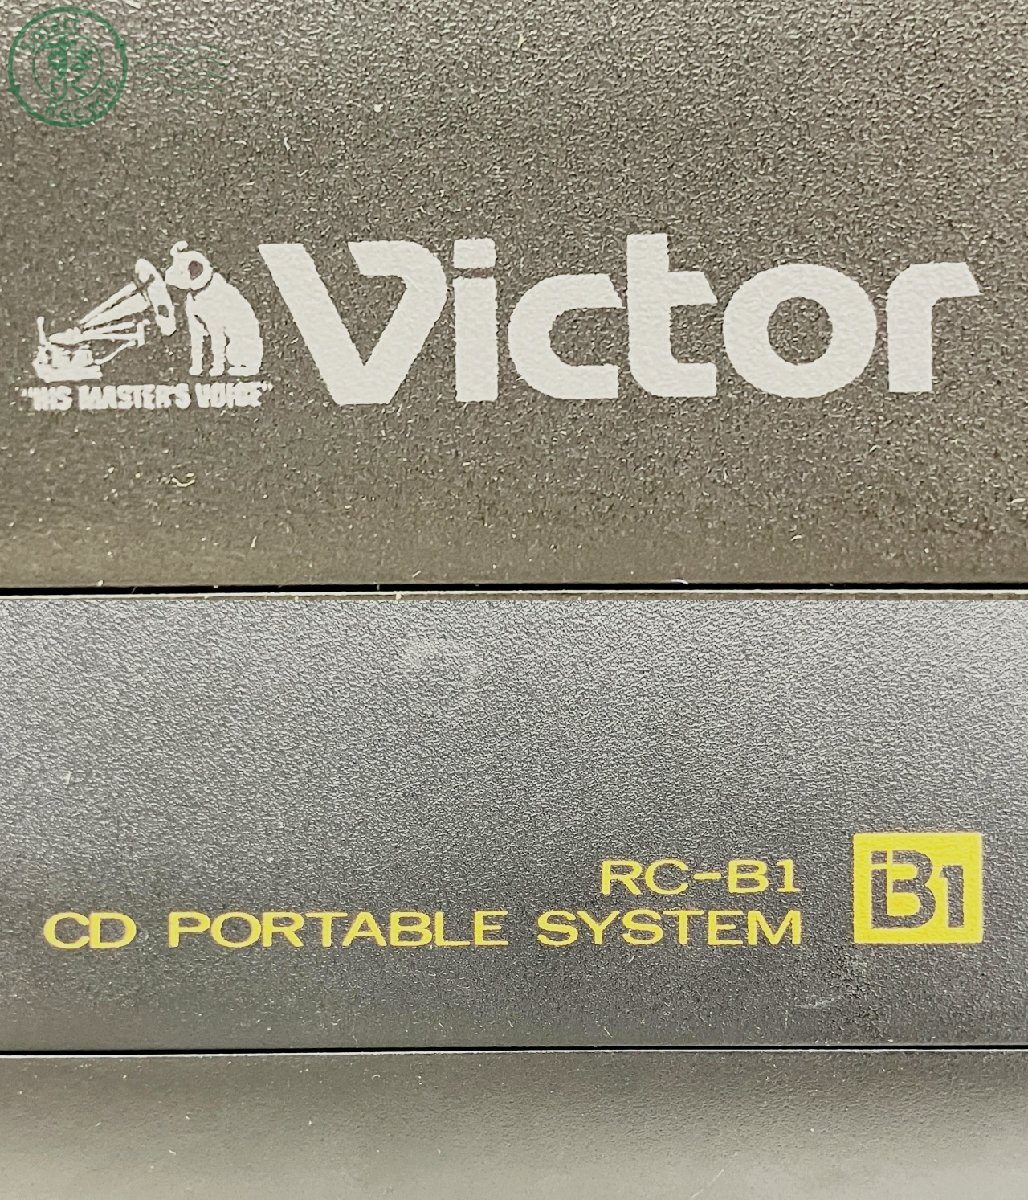 Victor
"HIS MASTER'S VOICE"
RC-B1
CD PORTABLE SYSTEM
B1